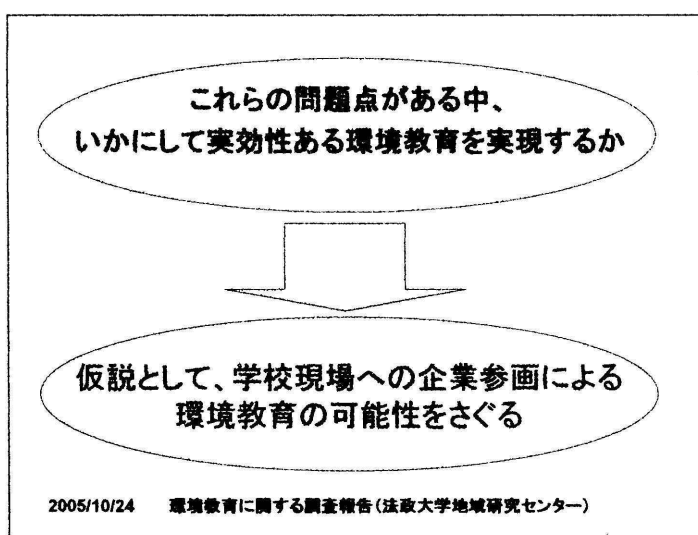 これらの問題点がある中、
いかにして実効性ある環境教育を実現するか
仮説として、学校現場への企業参画による
環境教育の可能性をさぐる
2005/10/24 環境教育に関する調査報告(法政大学地域研究センター)